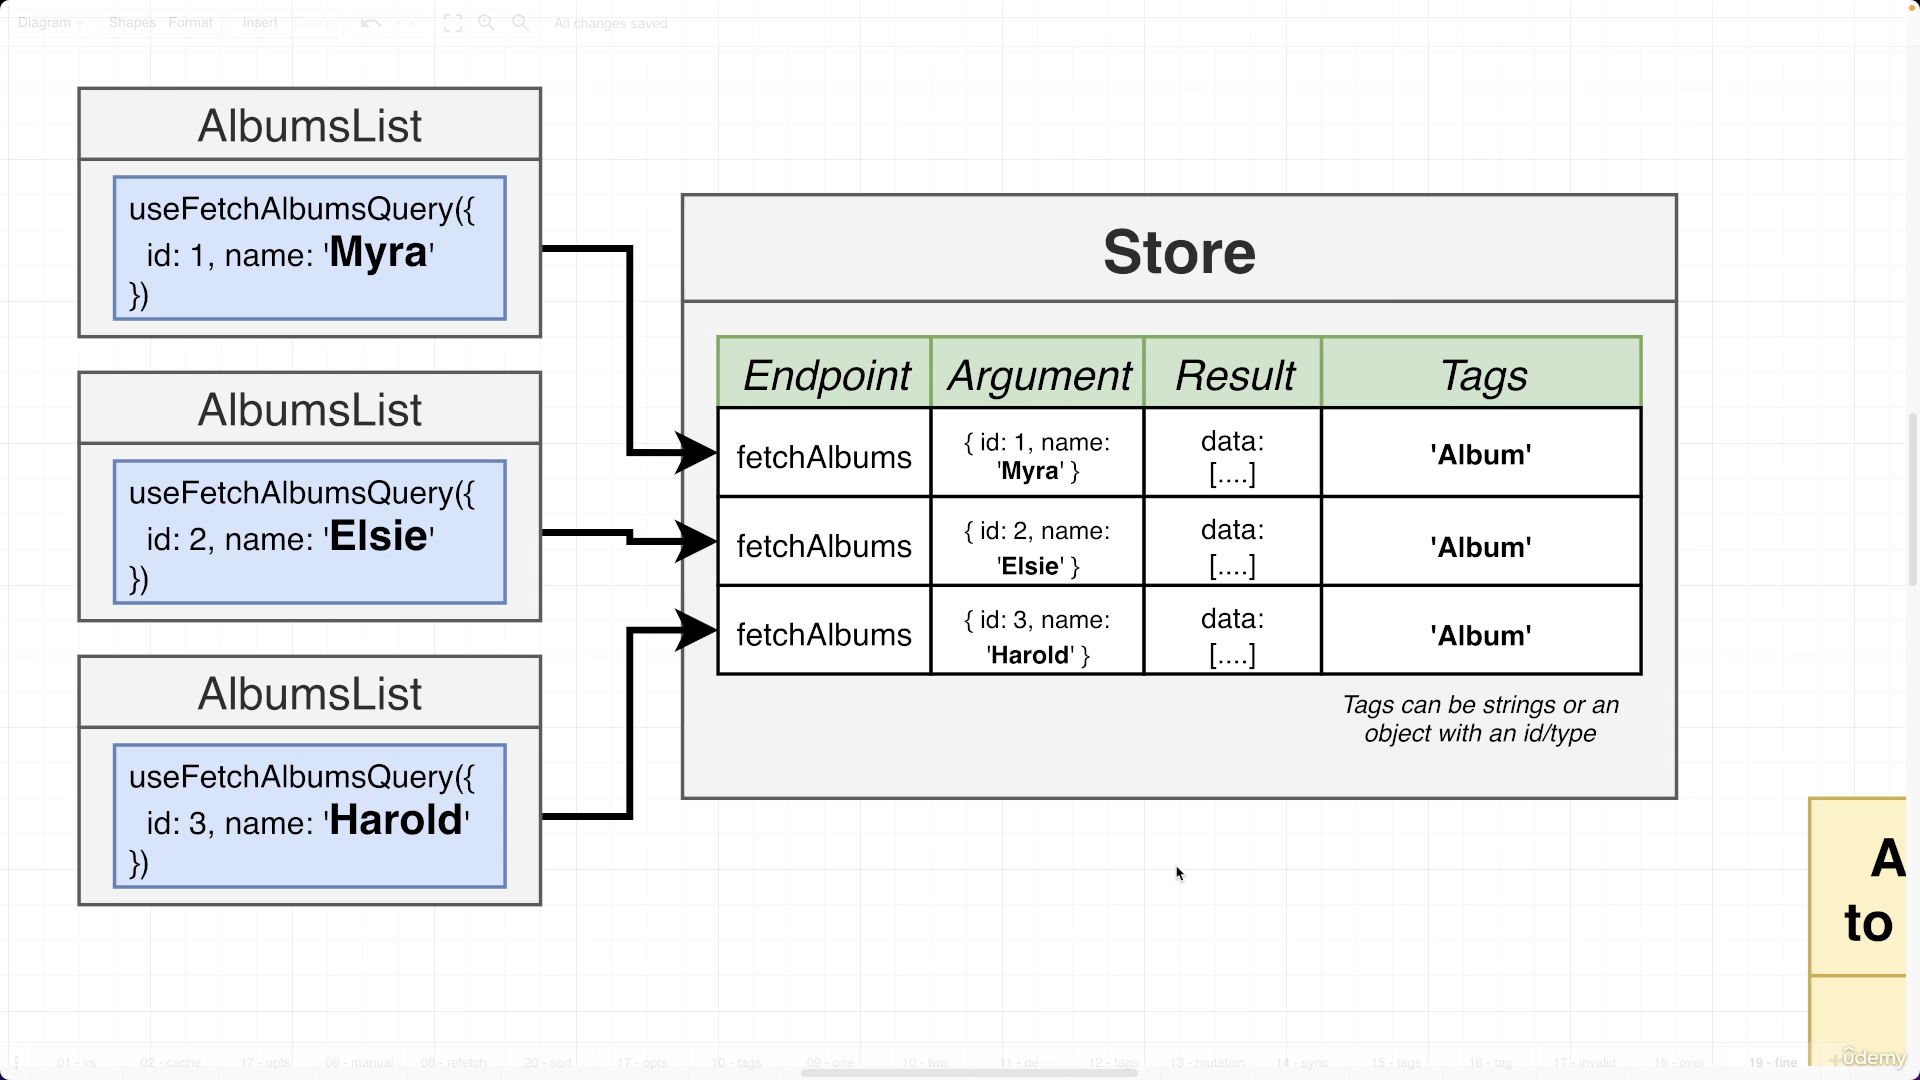 Diagram Shapes Format Insert Delete All changes saved
AlbumsList
useFetchAlbumsQuery({
id: 1, name: 'Myra'
})
AlbumsList
useFetchAlbumsQuery({
id: 2, name: 'Elsie'
})
AlbumsList
useFetchAlbumsQuery({
id: 3, name: 'Harold'
})
Store
Endpoint Argument Result Tags
fetchAlbums
{ id: 1, name:
'Myra' }
data:
[....]
'Album'
fetchAlbums
{ id: 2, name:
'Elsie' }
data:
[....]
'Album'
fetchAlbums
{ id: 3, name:
'Harold' }
data:
[....]
'Album'
Tags can be strings or an
object with an id/type
A
to
01 - vs 02 - cache 17 - opts 06 - manual 08 - refetch 20 - sort 17 - opts 10 - tags 09 - one 10 - two 11 - de 12 - tags 13 - mutation 14 - sync 15 - tags 16 - tag 17 - invalid 18 - over 19 - fine
ûdemy